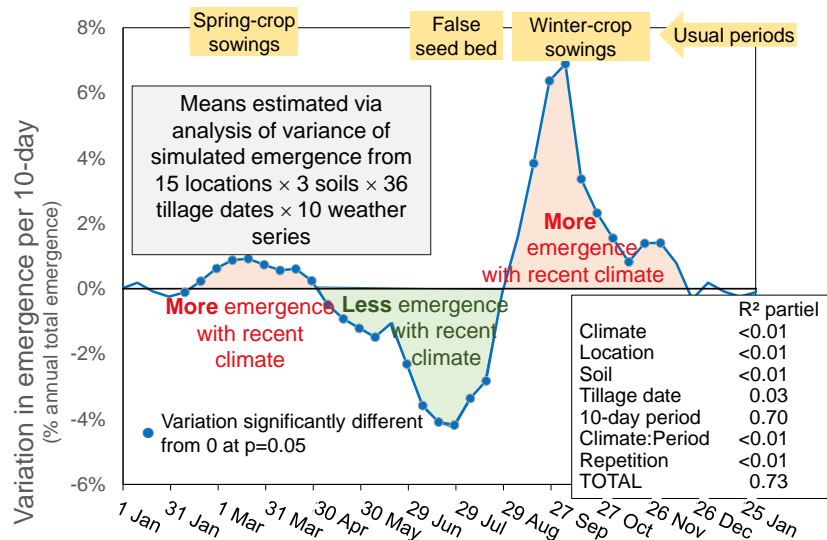 8%
6%
4%
2%
0%
-2%
-4%
-6%
Variation in emergence per 10-day
(% annual total emergence)
Spring-crop
sowings
False
seed bed
Winter-crop
sowings
Usual periods
Means estimated via
analysis of variance of
simulated emergence from
15 locations × 3 soils × 36
tillage dates × 10 weather
series
More emergence
with recent
climate
Less emergence
with recent
climate
More
emergence
with recent climate
Variation significantly different
from 0 at p=0.05
R² partiel
Climate <0.01
Location <0.01
Soil <0.01
Tillage date 0.03
10-day period 0.70
Climate:Period <0.01
Repetition <0.01
TOTAL 0.73
1 Jan
31 Jan
1 Mar
31 Mar
30 Apr
30 May
29 Jun
29 Jul
29 Aug
27 Sep
27 Oct
26 Nov
26 Dec
25 Jan